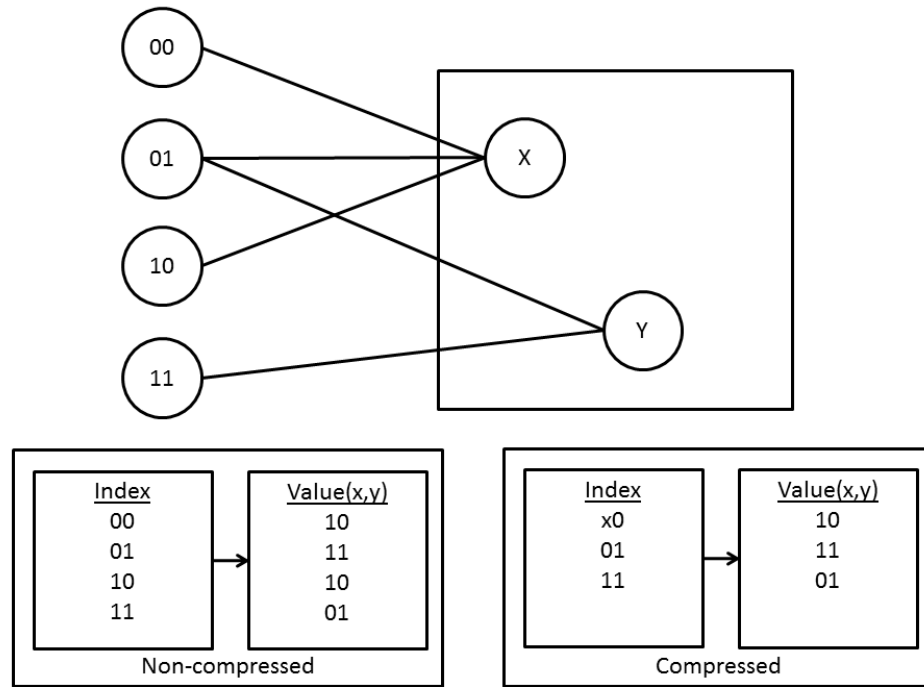 00
01
X
10
Y
11
Index
00
01
10
11
Value(x,y)
10
11
10
01
Non-compressed
Index
x0
01
11
Value(x,y)
10
11
01
Compressed